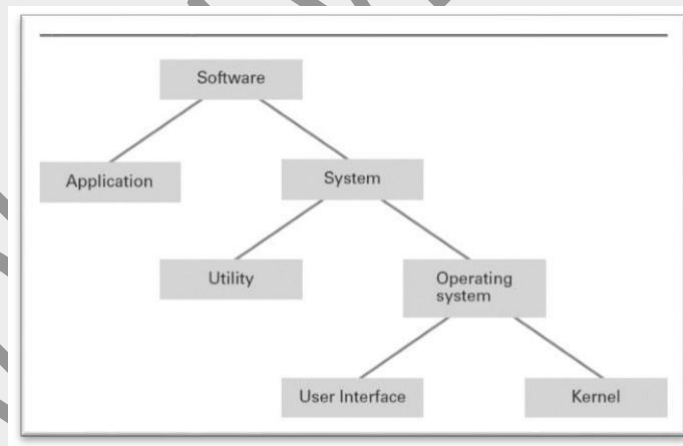 Software
Application
System
Utility
Operating
system
User Interface
Kernel